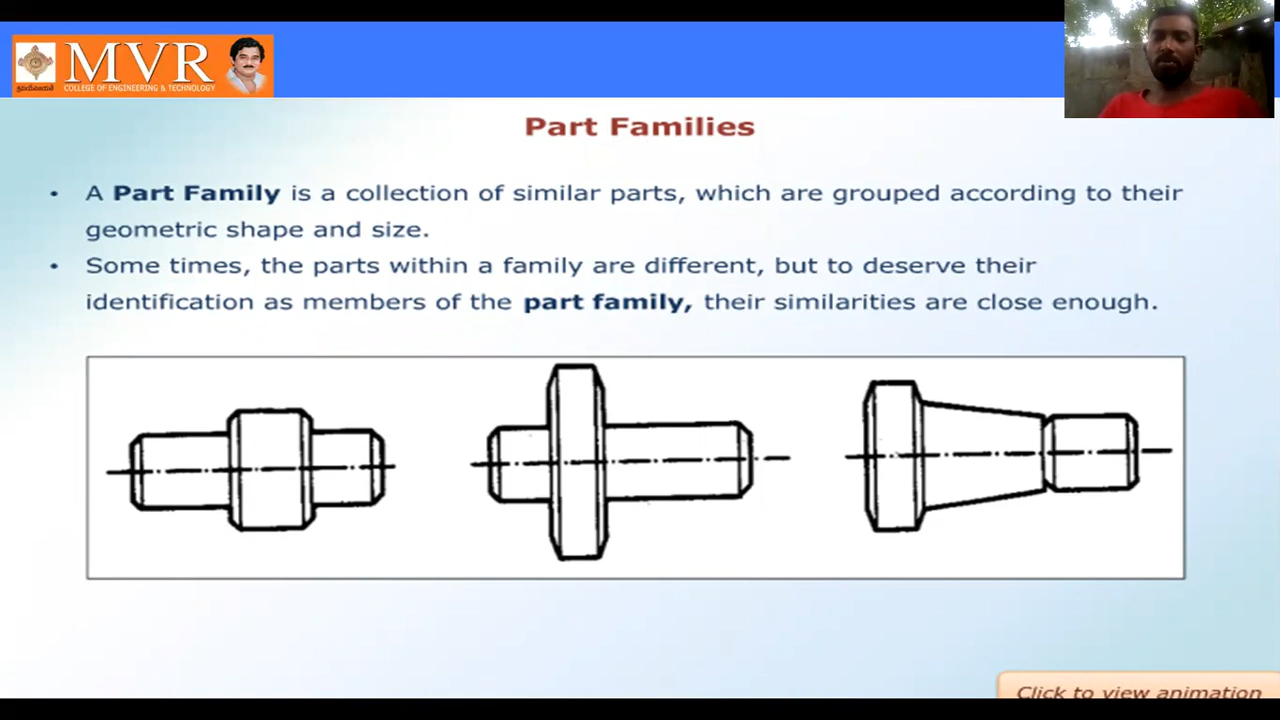 MVR
COLLEGE OF ENGINEERING & TECHNOLOGY
Part Families
• A Part Family is a collection of similar parts, which are grouped according to their
geometric shape and size.
• Some times, the parts within a family are different, but to deserve their
identification as members of the part family, their similarities are close enough.
Click to view animation